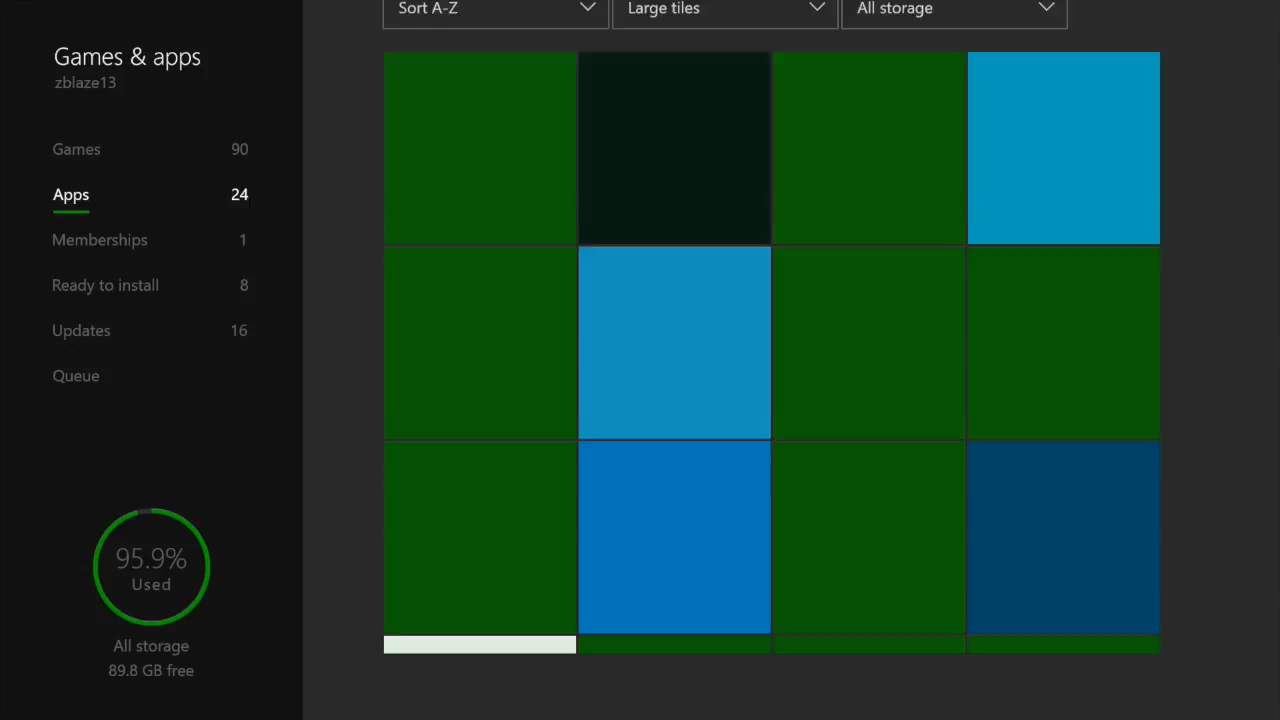 Games & apps
zblaze13
Games 90
Apps 24
Memberships 1
Ready to install 8
Updates 16
Queue
95.9%
Used
All storage
89.8 GB free
Sort A-Z
Large tiles
All storage